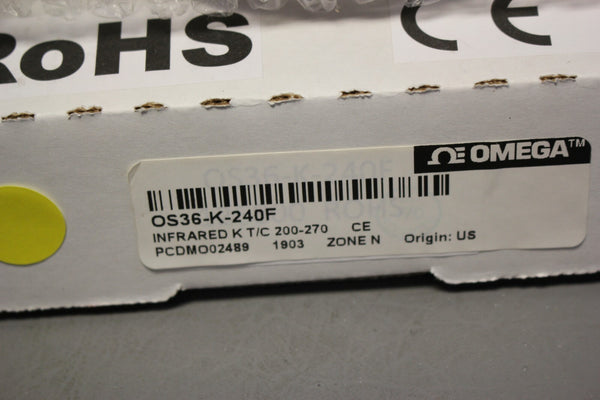 RoHS CE
OMEGA™
OS36-K-240F
INFRARED K T/C 200-270 CE
PCDMO02489 1903 ZONE N Origin: US